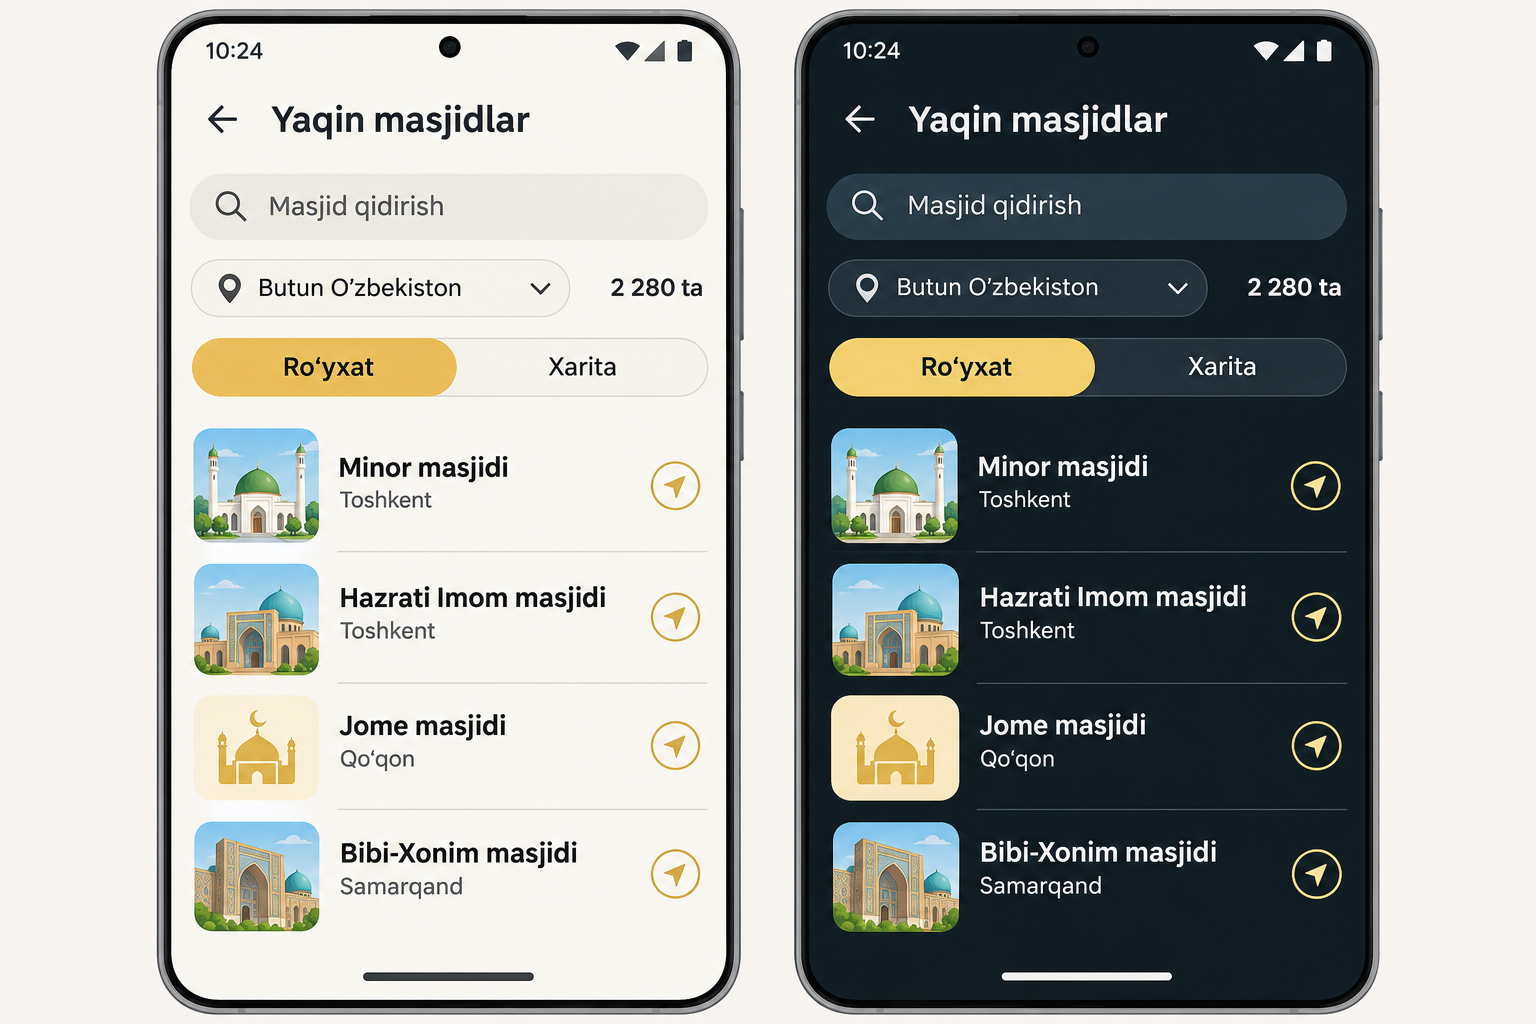 10:24
Yaqin masjidlar
Masjid qidirish
Butun O’zbekiston
2 280 ta
Ro‘yxat
Xarita
Minor masjidi
Toshkent
Hazrati Imom masjidi
Toshkent
Jome masjidi
Qo‘qon
Bibi-Xonim masjidi
Samarqand
10:24
Yaqin masjidlar
Masjid qidirish
Butun O’zbekiston
2 280 ta
Ro‘yxat
Xarita
Minor masjidi
Toshkent
Hazrati Imom masjidi
Toshkent
Jome masjidi
Qo‘qon
Bibi-Xonim masjidi
Samarqand